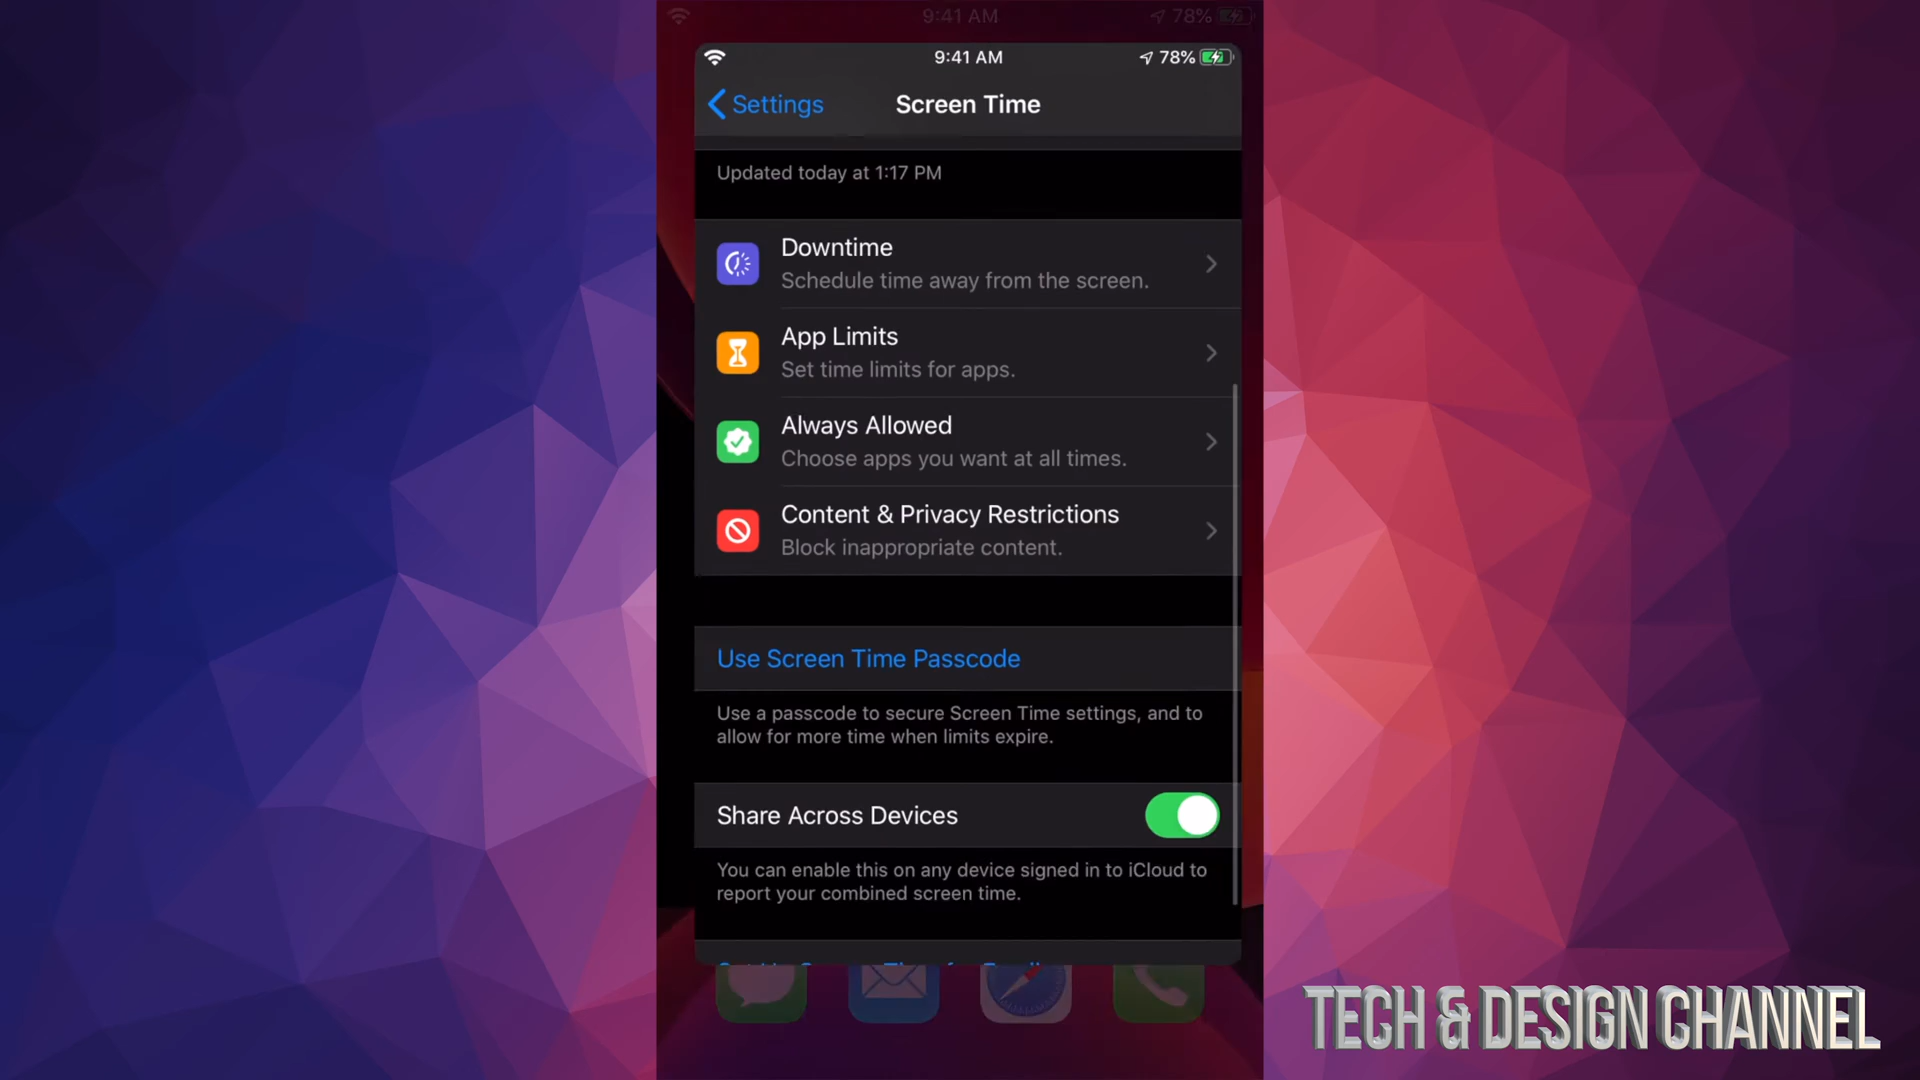 9:41 AM
78%
9:41 AM
78%
Settings
Screen Time
Updated today at 1:17 PM
Downtime
Schedule time away from the screen.
App Limits
Set time limits for apps.
Always Allowed
Choose apps you want at all times.
Content & Privacy Restrictions
Block inappropriate content.
Use Screen Time Passcode
Use a passcode to secure Screen Time settings, and to
allow for more time when limits expire.
Share Across Devices
You can enable this on any device signed in to iCloud to
report your combined screen time.
TECH & DESIGN CHANNEL